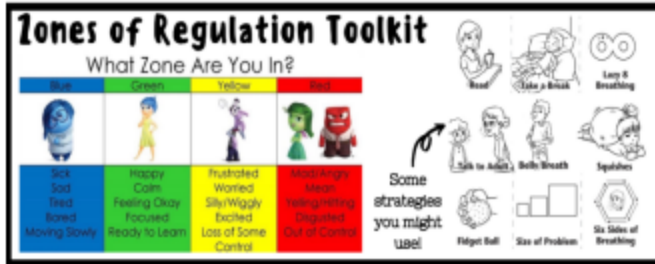 Zones of Regulation Toolkit
What Zone Are You In?
Blue Green Yellow Red
Sick
Sad
Tired
Bored
Moving Slowly
Happy
Calm
Feeling Okay
Focused
Ready to Learn
Frustrated
Worried
Silly/Wiggly
Excited
Loss of Some
Control
Mad/Angry
Mean
Yelling/Hitting
Disgusted
Out of Control
Some
strategies
you might
use!
Read
Take a Break
Lazy 8
Breathing
Talk to Adult
Belly Breath
Squishes
Fidget Ball
Size of Problem
Six Sides of
Breathing